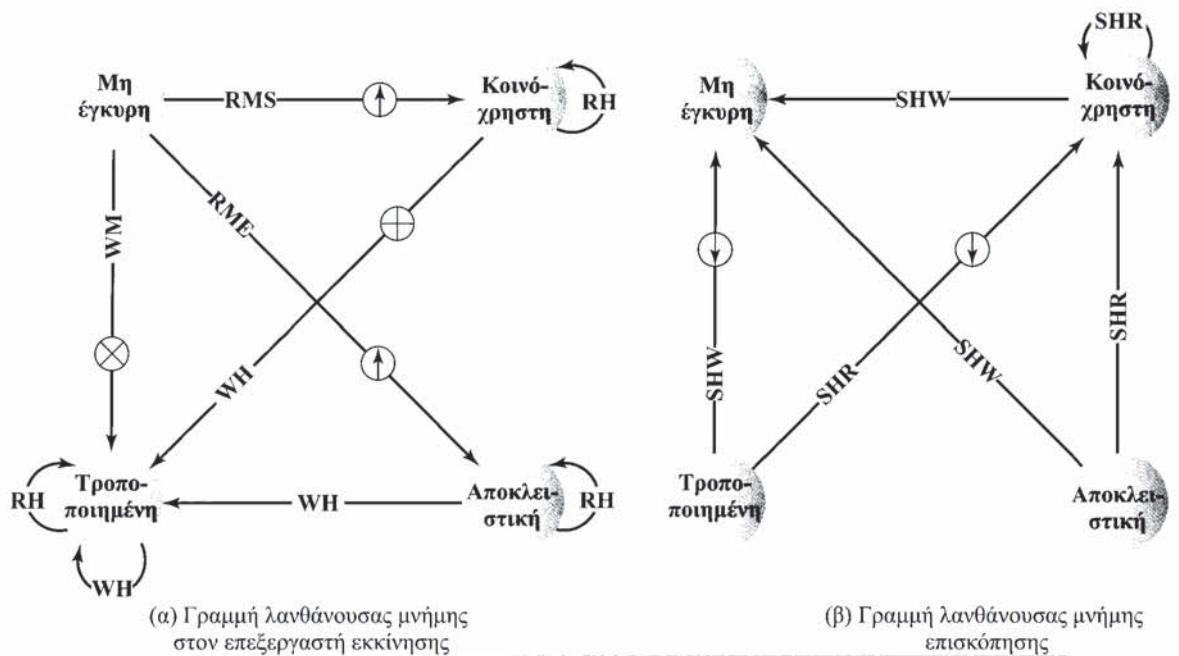 Μη
έγκυρη
RMS
Κοινό-
χρηστη
RH
WM
RME
WH
RH
Τροπο-
ποιημένη
WH
WH
Αποκλει-
στική
RH
(α) Γραμμή λανθάνουσας μνήμης
στον επεξεργαστή εκκίνησης
SHR
Μη
έγκυρη
SHW
Κοινό-
χρηστη
SHW
SHR
SHW
SHR
Τροπο-
ποιημένη
Αποκλει-
στική
(β) Γραμμή λανθάνουσας μνήμης
επισκόπησης